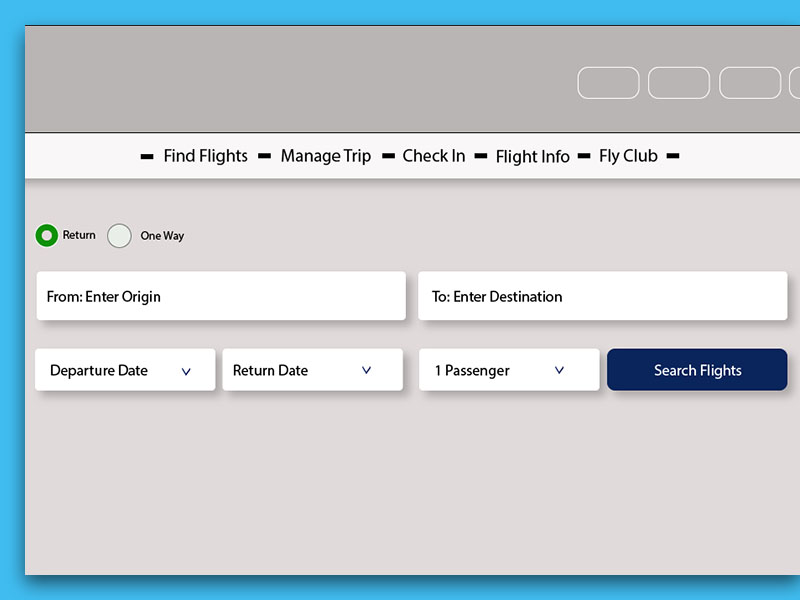 Find Flights Manage Trip Check In Flight Info Fly Club
Return One Way
From: Enter Origin To: Enter Destination
Departure Date Return Date 1 Passenger Search Flights